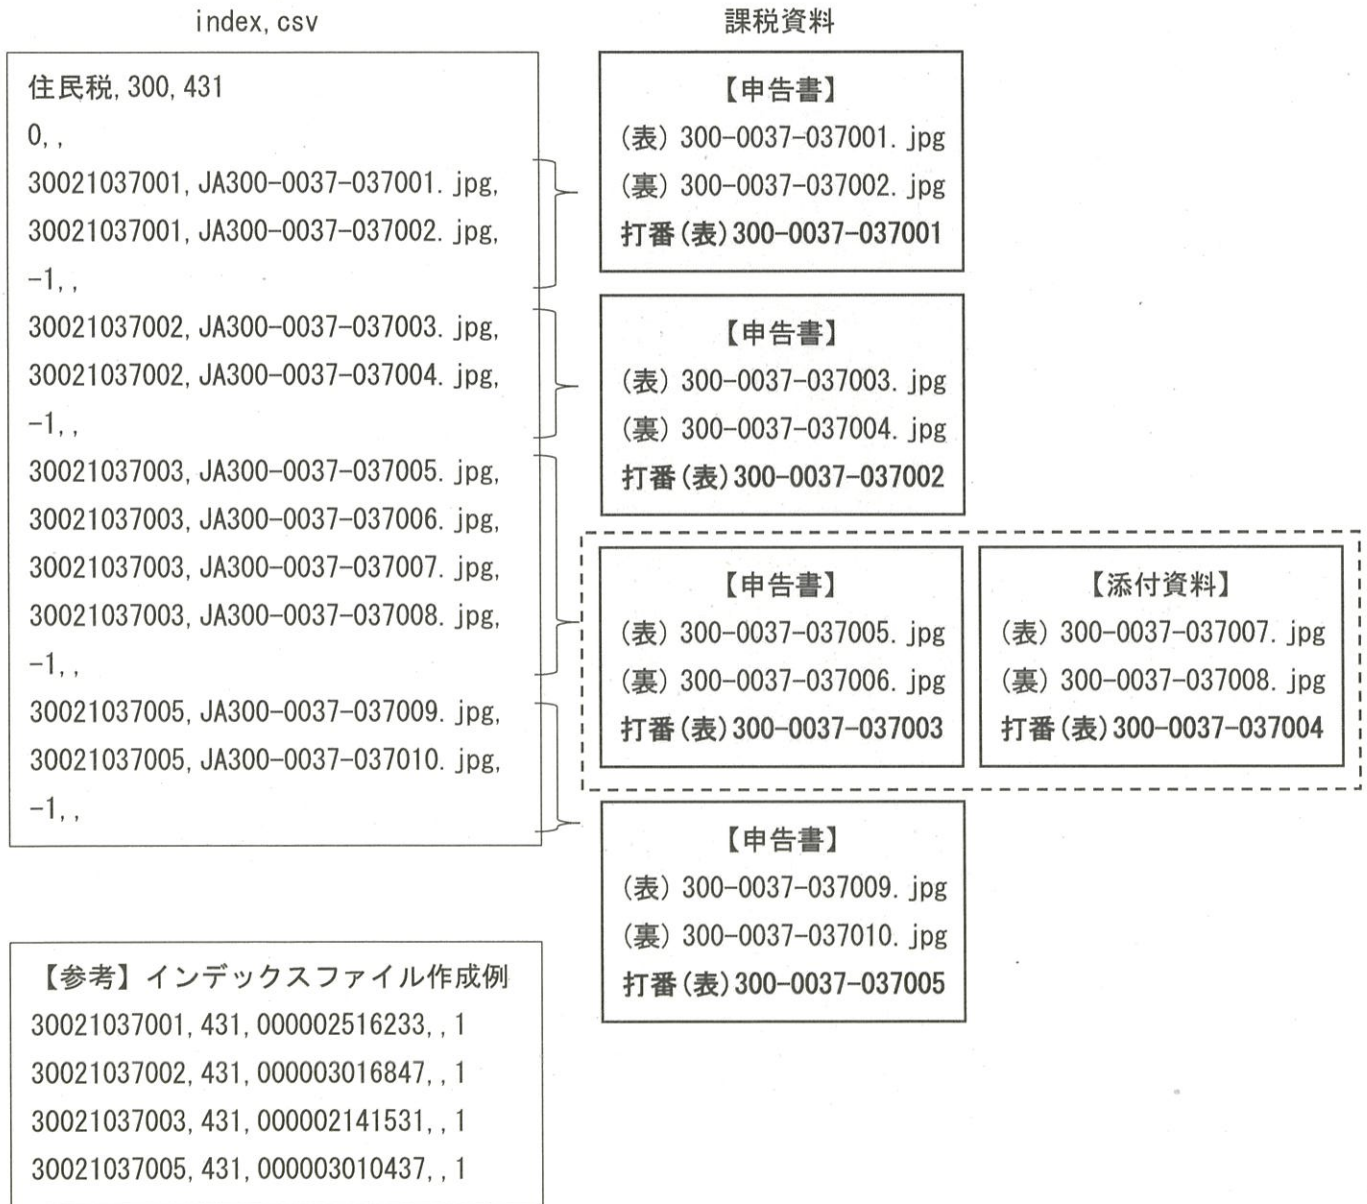 index,csv
住民税,300,431
0,,
30021037001,JA300-0037-037001.jpg,
30021037001,JA300-0037-037002.jpg,
-1,,
30021037002,JA300-0037-037003.jpg,
30021037002,JA300-0037-037004.jpg,
-1,,
30021037003,JA300-0037-037005.jpg,
30021037003,JA300-0037-037006.jpg,
30021037003,JA300-0037-037007.jpg,
30021037003,JA300-0037-037008.jpg,
-1,,
30021037005,JA300-0037-037009.jpg,
30021037005,JA300-0037-037010.jpg,
-1,,
課税資料
【申告書】
(表) 300-0037-037001.jpg
(裏) 300-0037-037002.jpg
打番(表)300-0037-037001
【申告書】
(表) 300-0037-037003.jpg
(裏) 300-0037-037004.jpg
打番(表)300-0037-037002
【申告書】
(表) 300-0037-037005.jpg
(裏) 300-0037-037006.jpg
打番(表)300-0037-037003
【添付資料】
(表) 300-0037-037007.jpg
(裏) 300-0037-037008.jpg
打番(表)300-0037-037004
【申告書】
(表) 300-0037-037009.jpg
(裏) 300-0037-037010.jpg
打番(表)300-0037-037005
【参考】インデックスファイル作成例
30021037001,431,000002516233,,1
30021037002,431,000003016847,,1
30021037003,431,000002141531,,1
30021037005,431,000003010437,,1